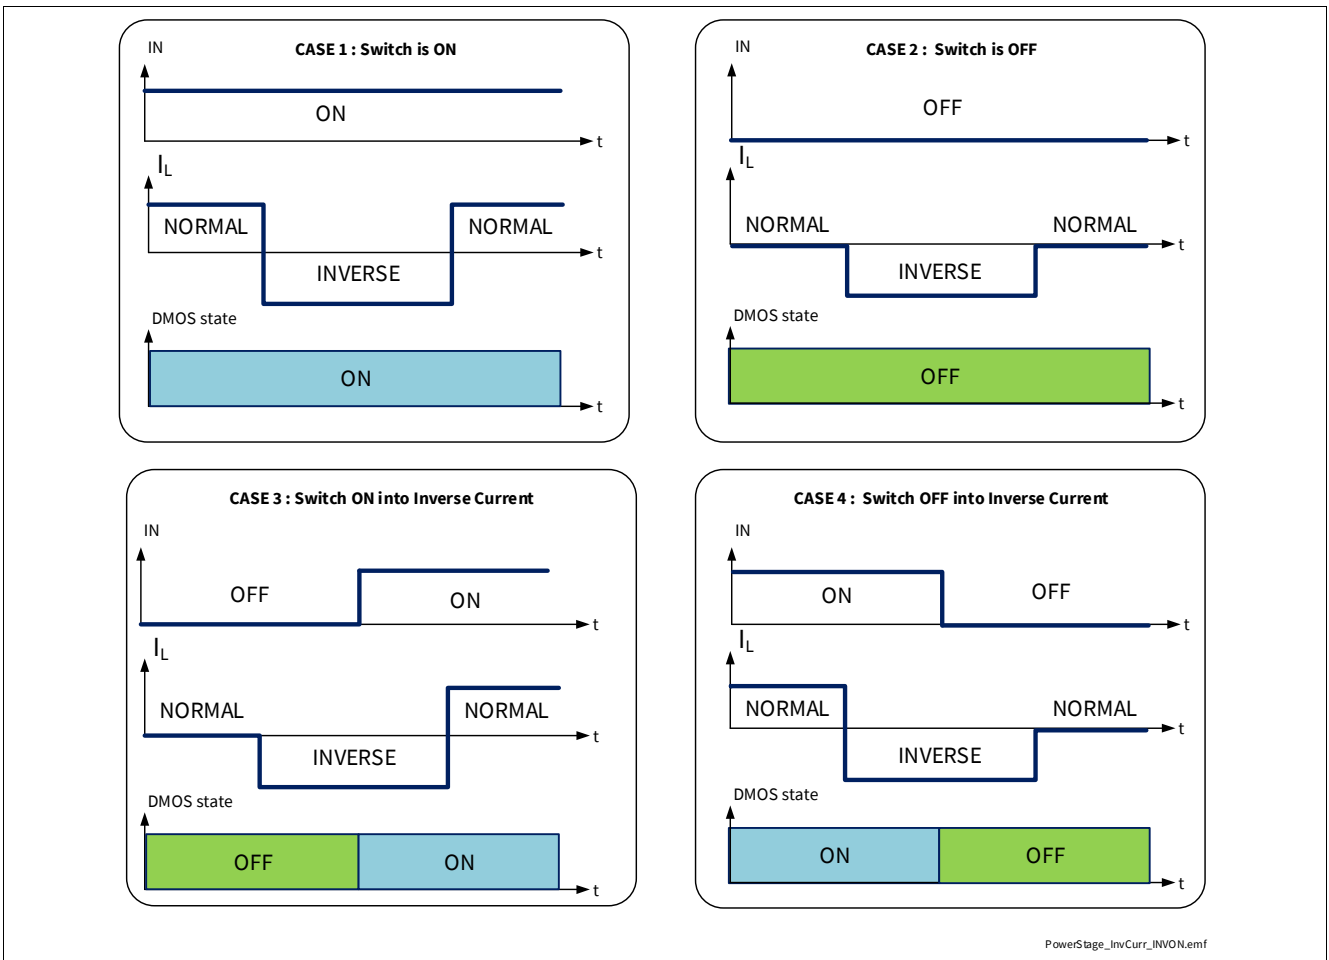 CASE 1 : Switch is ON
IN
ON
t
IL
NORMAL
NORMAL
INVERSE
t
DMOS state
ON
t
CASE 2 : Switch is OFF
IN
OFF
t
IL
NORMAL
NORMAL
INVERSE
t
DMOS state
OFF
t
CASE 3 : Switch ON into Inverse Current
IN
OFF
ON
t
IL
NORMAL
NORMAL
INVERSE
t
DMOS state
OFF
ON
t
CASE 4 : Switch OFF into Inverse Current
IN
ON
OFF
t
IL
NORMAL
NORMAL
INVERSE
t
DMOS state
ON
OFF
t
PowerStage_InvCurr_INVON.emf